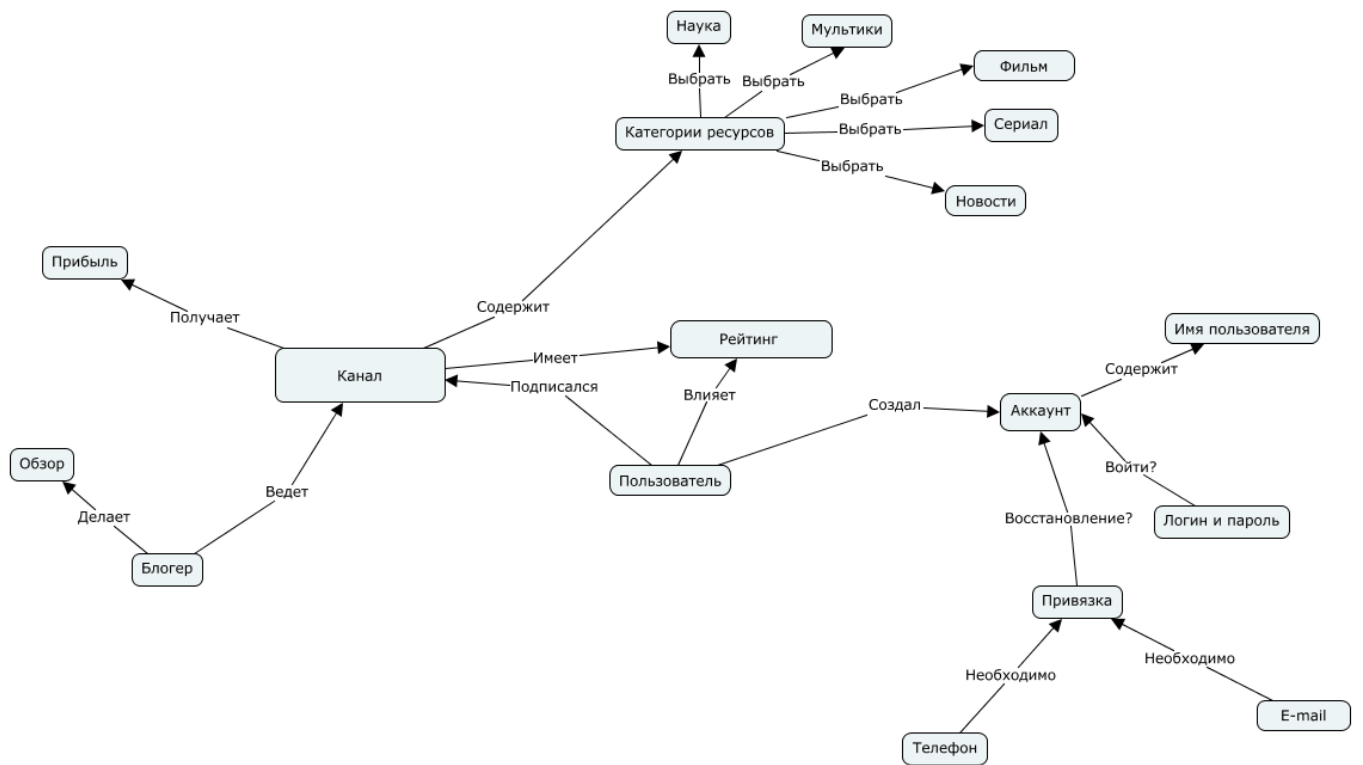 Наука
Мультики
Фильм
Выбрать
Выбрать
Выбрать
Сериал
Выбрать
Категории ресурсов
Выбрать
Новости
Прибыль
Получает
Содержит
Имя пользователя
Рейтинг
Имеет
Канал
Содержит
Подписался
Влияет
Создал
Аккаунт
Обзор
Войти?
Пользователь
Ведет
Делает
Восстановление?
Логин и пароль
Блогер
Привязка
Необходимо
Необходимо
E-mail
Телефон